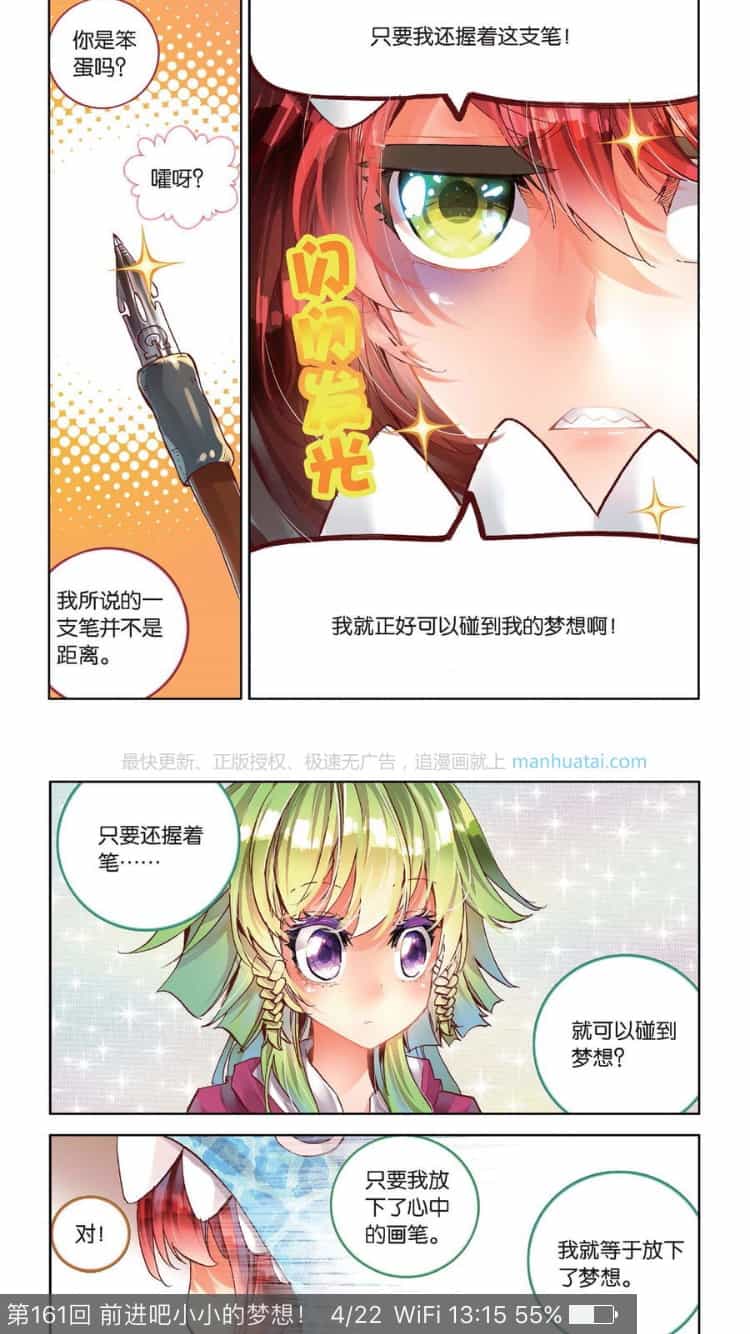 你是笨
蛋吗？
嚯呀？
我所说的一
支笔并不是
距离。
只要我还握着这支笔！
闪闪发光
我就正好可以碰到我的梦想啊！
最快更新、正版授权、极速无广告，追漫画就上 manhuatai.com
只要还握着
笔……
就可以碰到
梦想？
对！
只要我放
下了心中
的画笔。
我就等于放下
了梦想。
第161回 前进吧小小的梦想！ 4/22 WiFi 13:15 55%